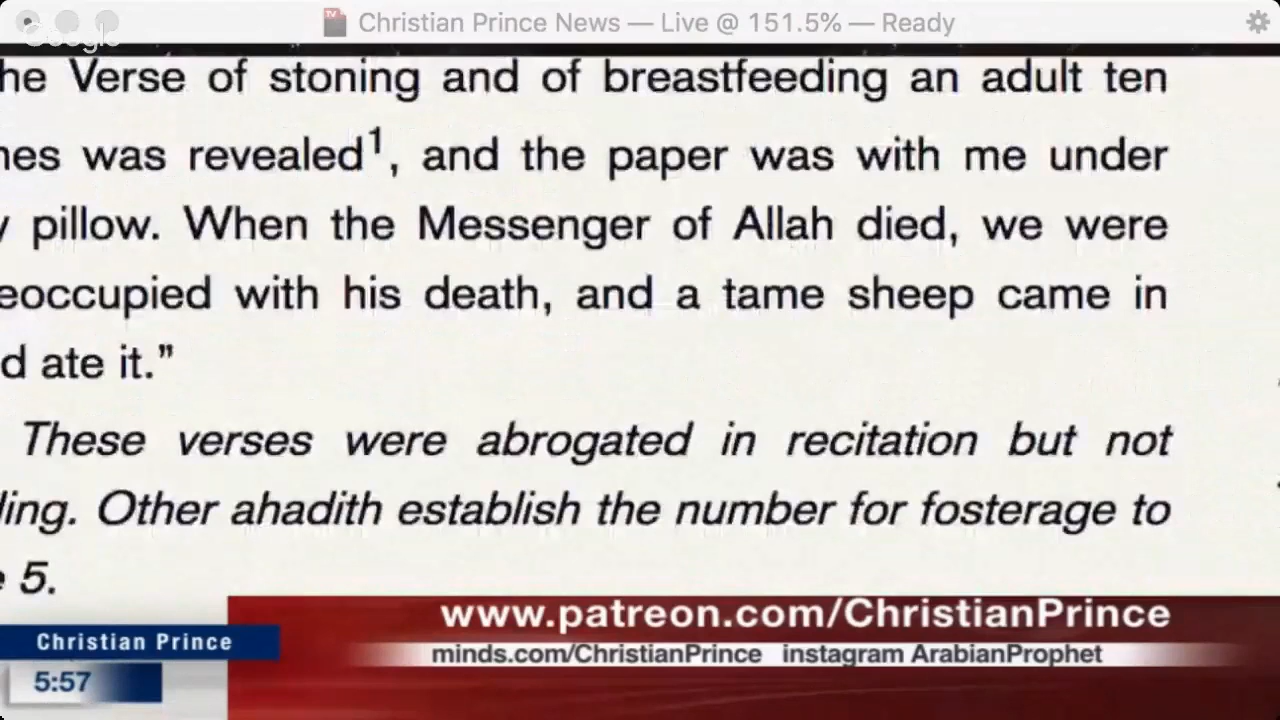 Christian Prince News — Live @ 151.5% — Ready
Google
he Verse of stoning and of breastfeeding an adult ten
nes was revealed¹, and the paper was with me under
y pillow. When the Messenger of Allah died, we were
eoccupied with his death, and a tame sheep came in
d ate it.”
These verses were abrogated in recitation but not
ling. Other ahadith establish the number for fosterage to
e 5.
www.patreon.com/ChristianPrince
Christian Prince
minds.com/ChristianPrince instagram ArabianProphet
5:57